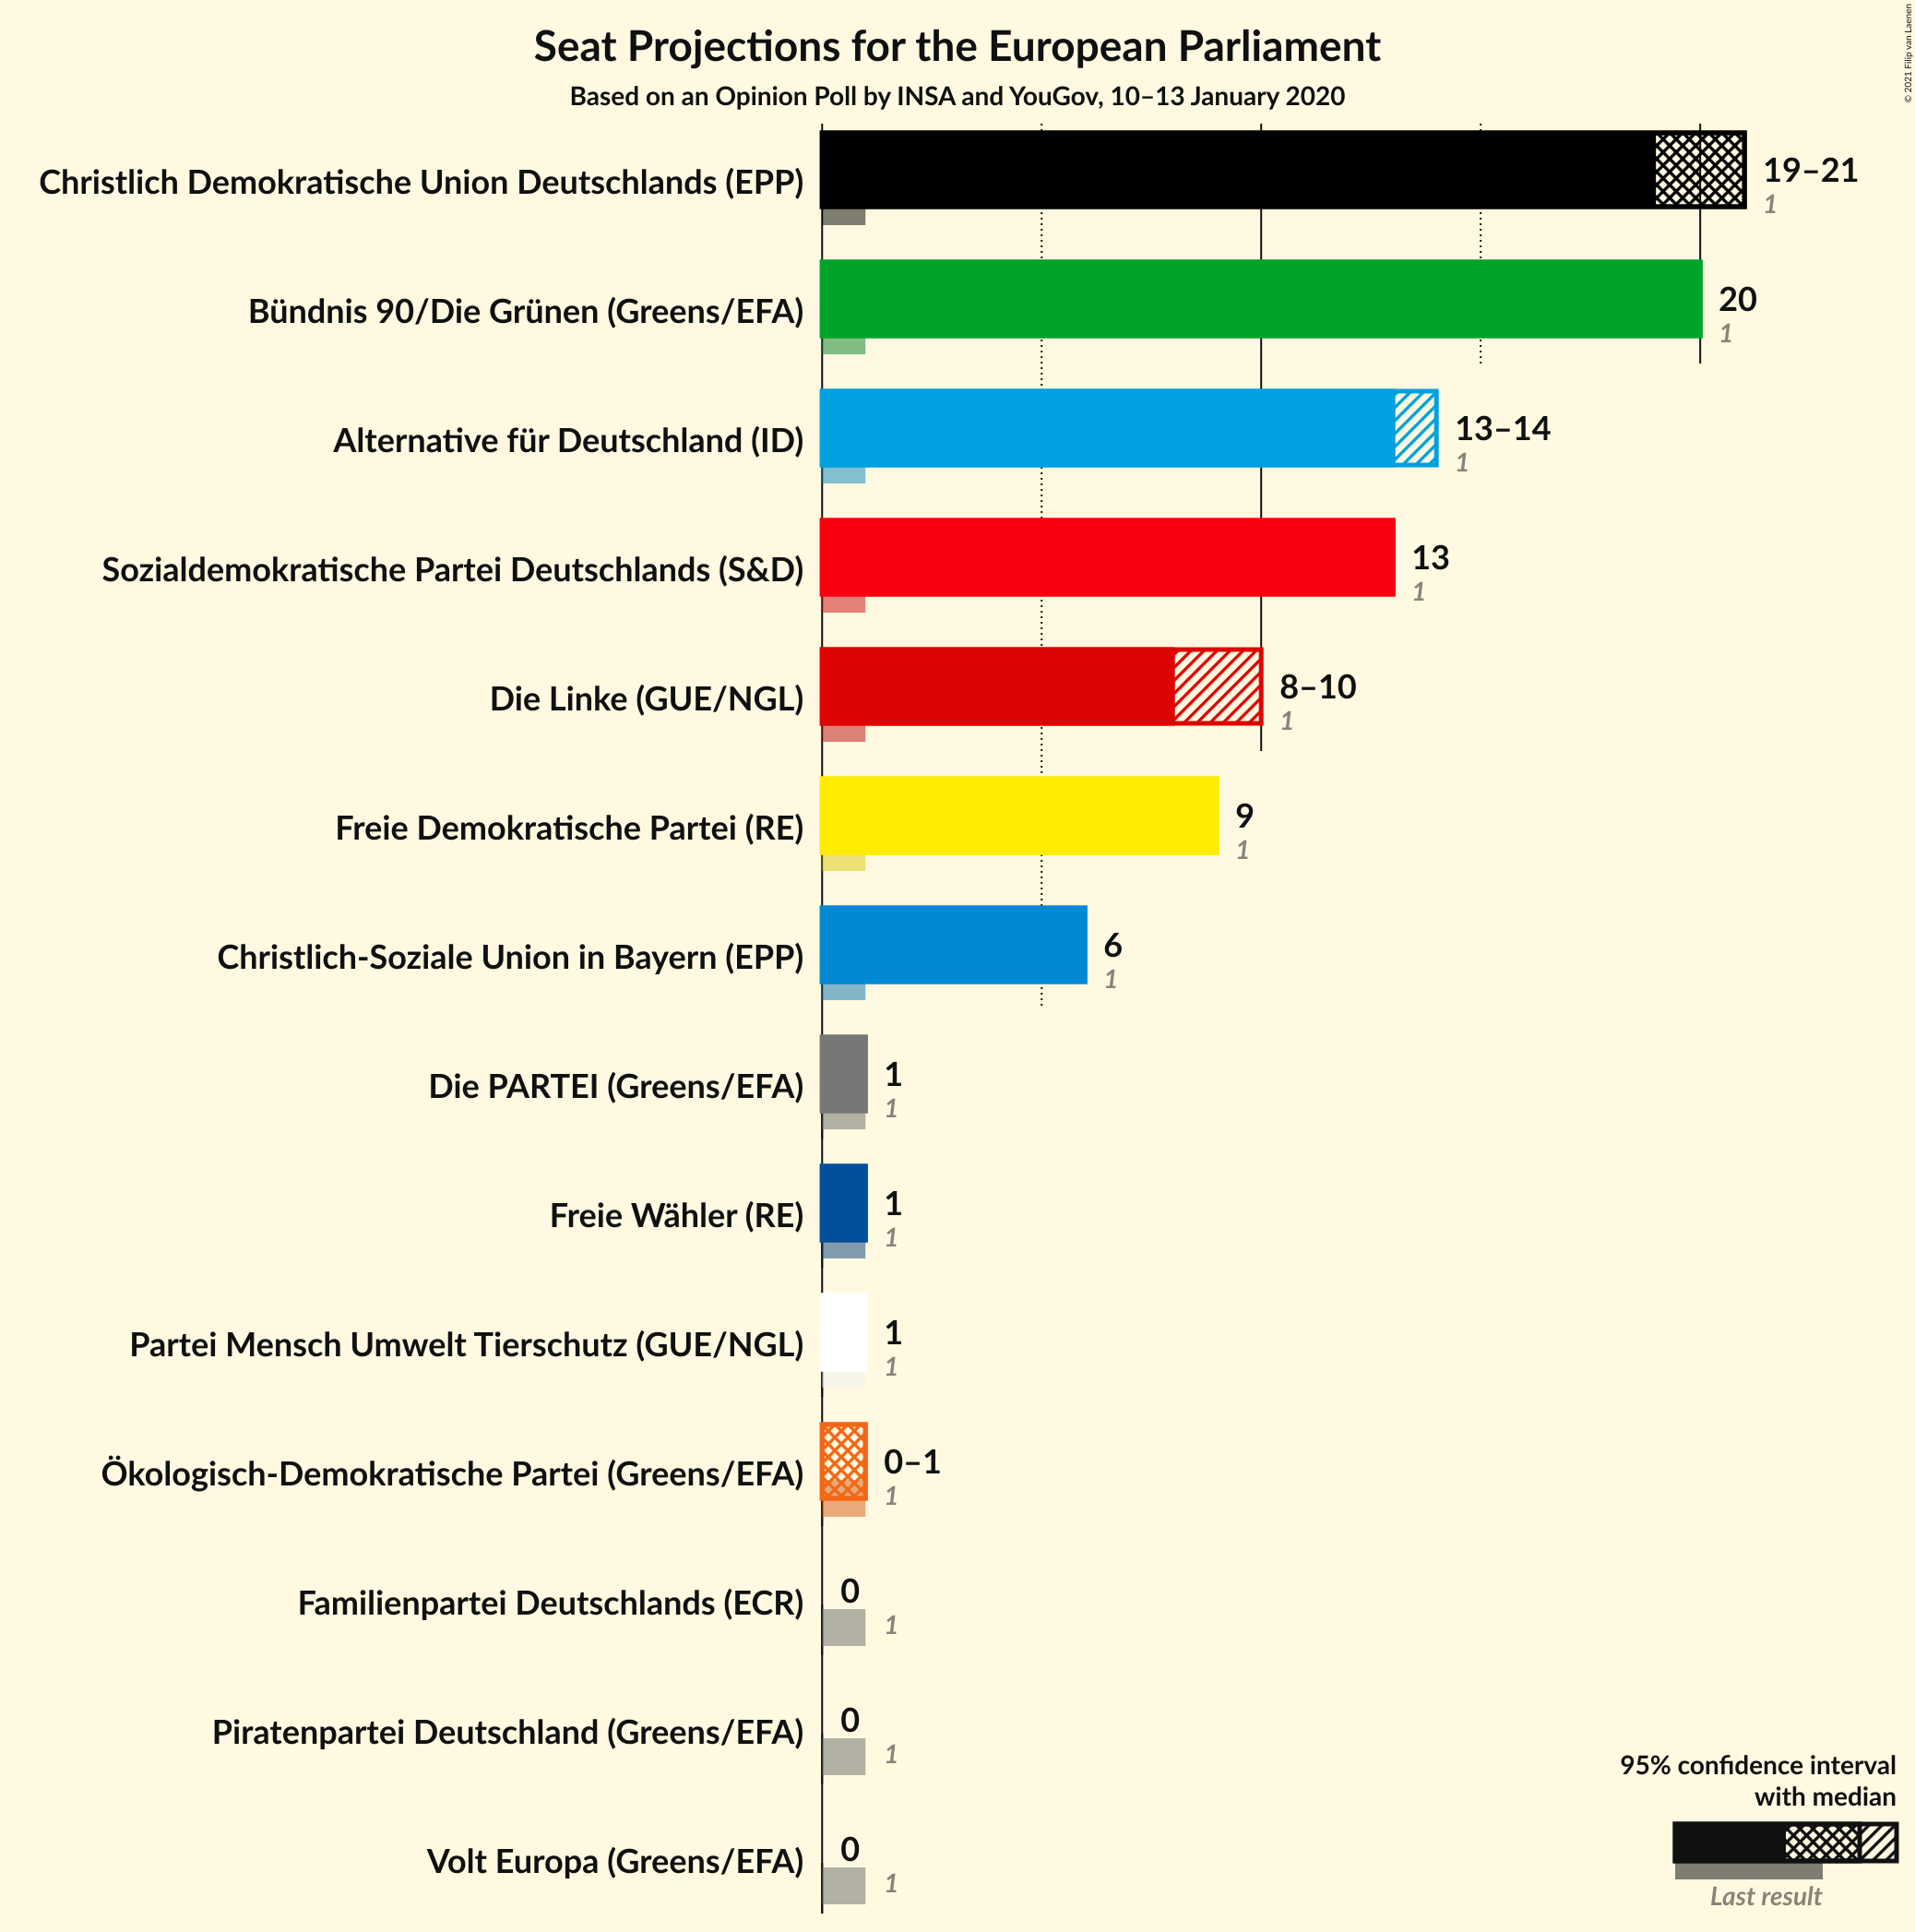 Seat Projections for the European Parliament
Based on an Opinion Poll by INSA and YouGov, 10–13 January 2020
© 2021 Filip van Laenen
Christlich Demokratische Union Deutschlands (EPP)
19–21
1
Bündnis 90/Die Grünen (Greens/EFA)
20
1
Alternative für Deutschland (ID)
13–14
1
Sozialdemokratische Partei Deutschlands (S&D)
13
1
Die Linke (GUE/NGL)
8–10
1
Freie Demokratische Partei (RE)
9
1
Christlich-Soziale Union in Bayern (EPP)
6
1
Die PARTEI (Greens/EFA)
1
1
Freie Wähler (RE)
1
1
Partei Mensch Umwelt Tierschutz (GUE/NGL)
1
1
Ökologisch-Demokratische Partei (Greens/EFA)
0–1
1
Familienpartei Deutschlands (ECR)
0
1
Piratenpartei Deutschland (Greens/EFA)
0
1
Volt Europa (Greens/EFA)
0
1
95% confidence interval
with median
Last result